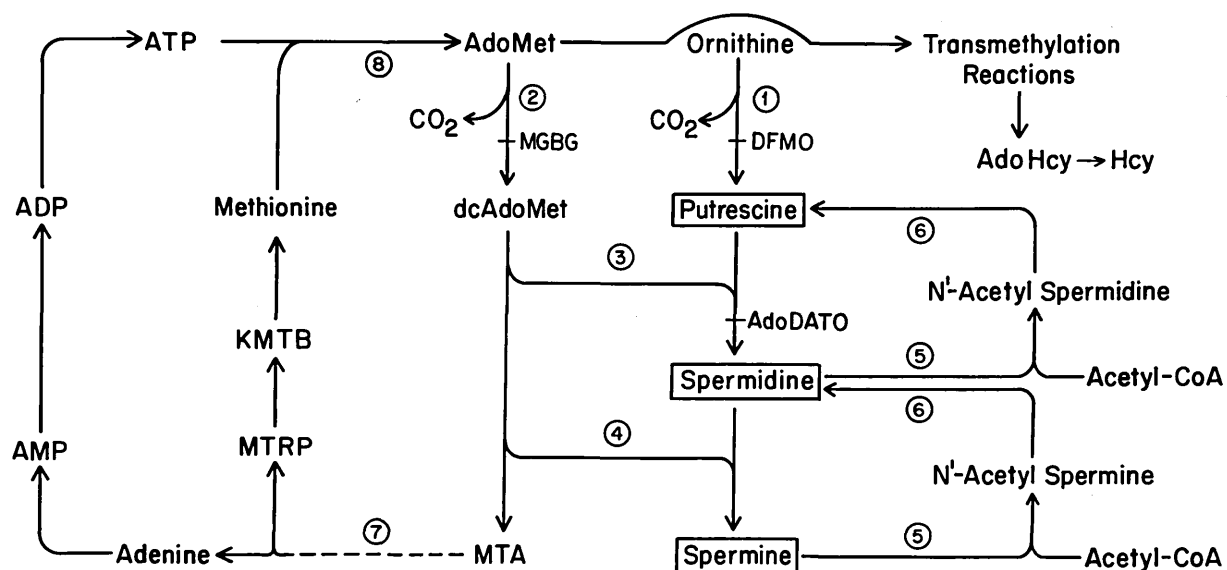 ATP
⑧
AdoMet
Ornithine
Transmethylation
Reactions
CO2
②
MGBG
CO2
①
DFMO
Ado Hcy → Hcy
ADP
Methionine
dcAdoMet
Putrescine
⑥
③
N'-Acetyl Spermidine
KMTB
AdoDATO
Spermidine
⑤
Acetyl-CoA
⑥
AMP
MTRP
④
N'-Acetyl Spermine
Adenine
⑦
MTA
Spermine
⑤
Acetyl-CoA